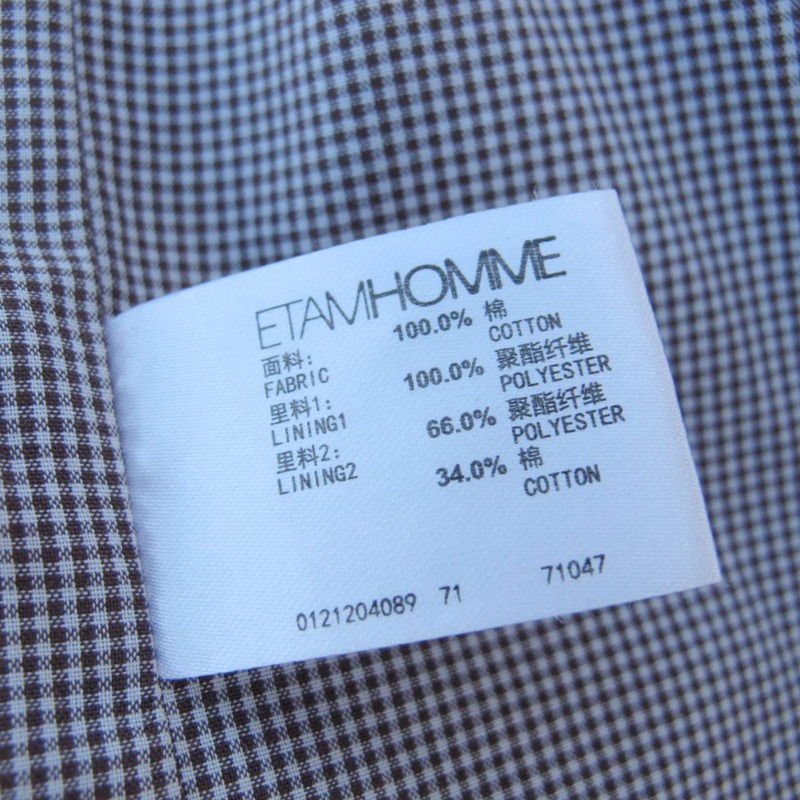 ETAMHOMME
面料: 100.0% 棉
FABRIC COTTON
里料1: 100.0% 聚酯纤维
LINING1 POLYESTER
里料2: 66.0% 聚酯纤维
LINING2 POLYESTER
34.0% 棉
COTTON
0121204089 71 71047